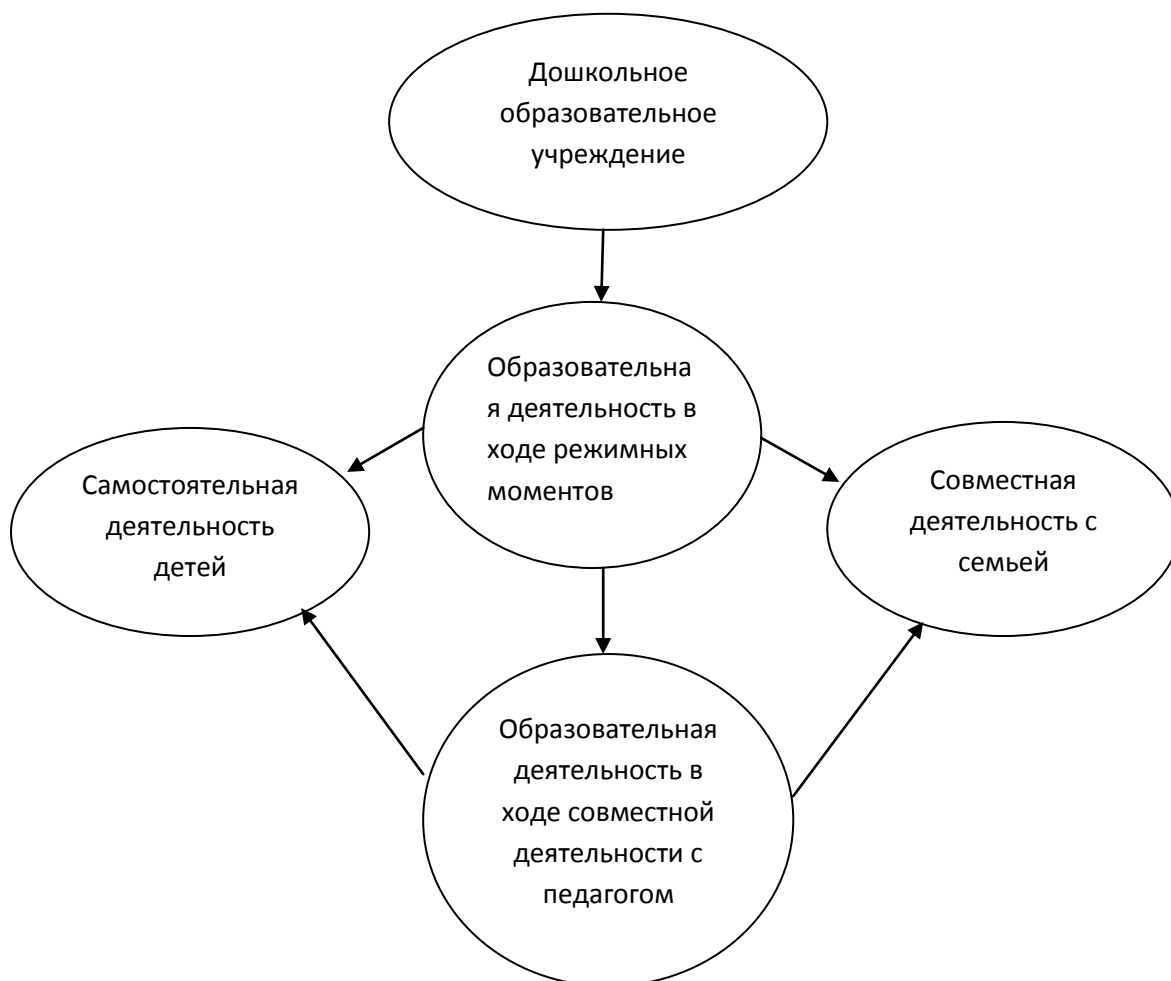 Дошкольное
образовательное
учреждение
Образовательна
я деятельность в
ходе режимных
моментов
Самостоятельная
деятельность
детей
Совместная
деятельность с
семьей
Образовательная
деятельность в
ходе совместной
деятельности с
педагогом